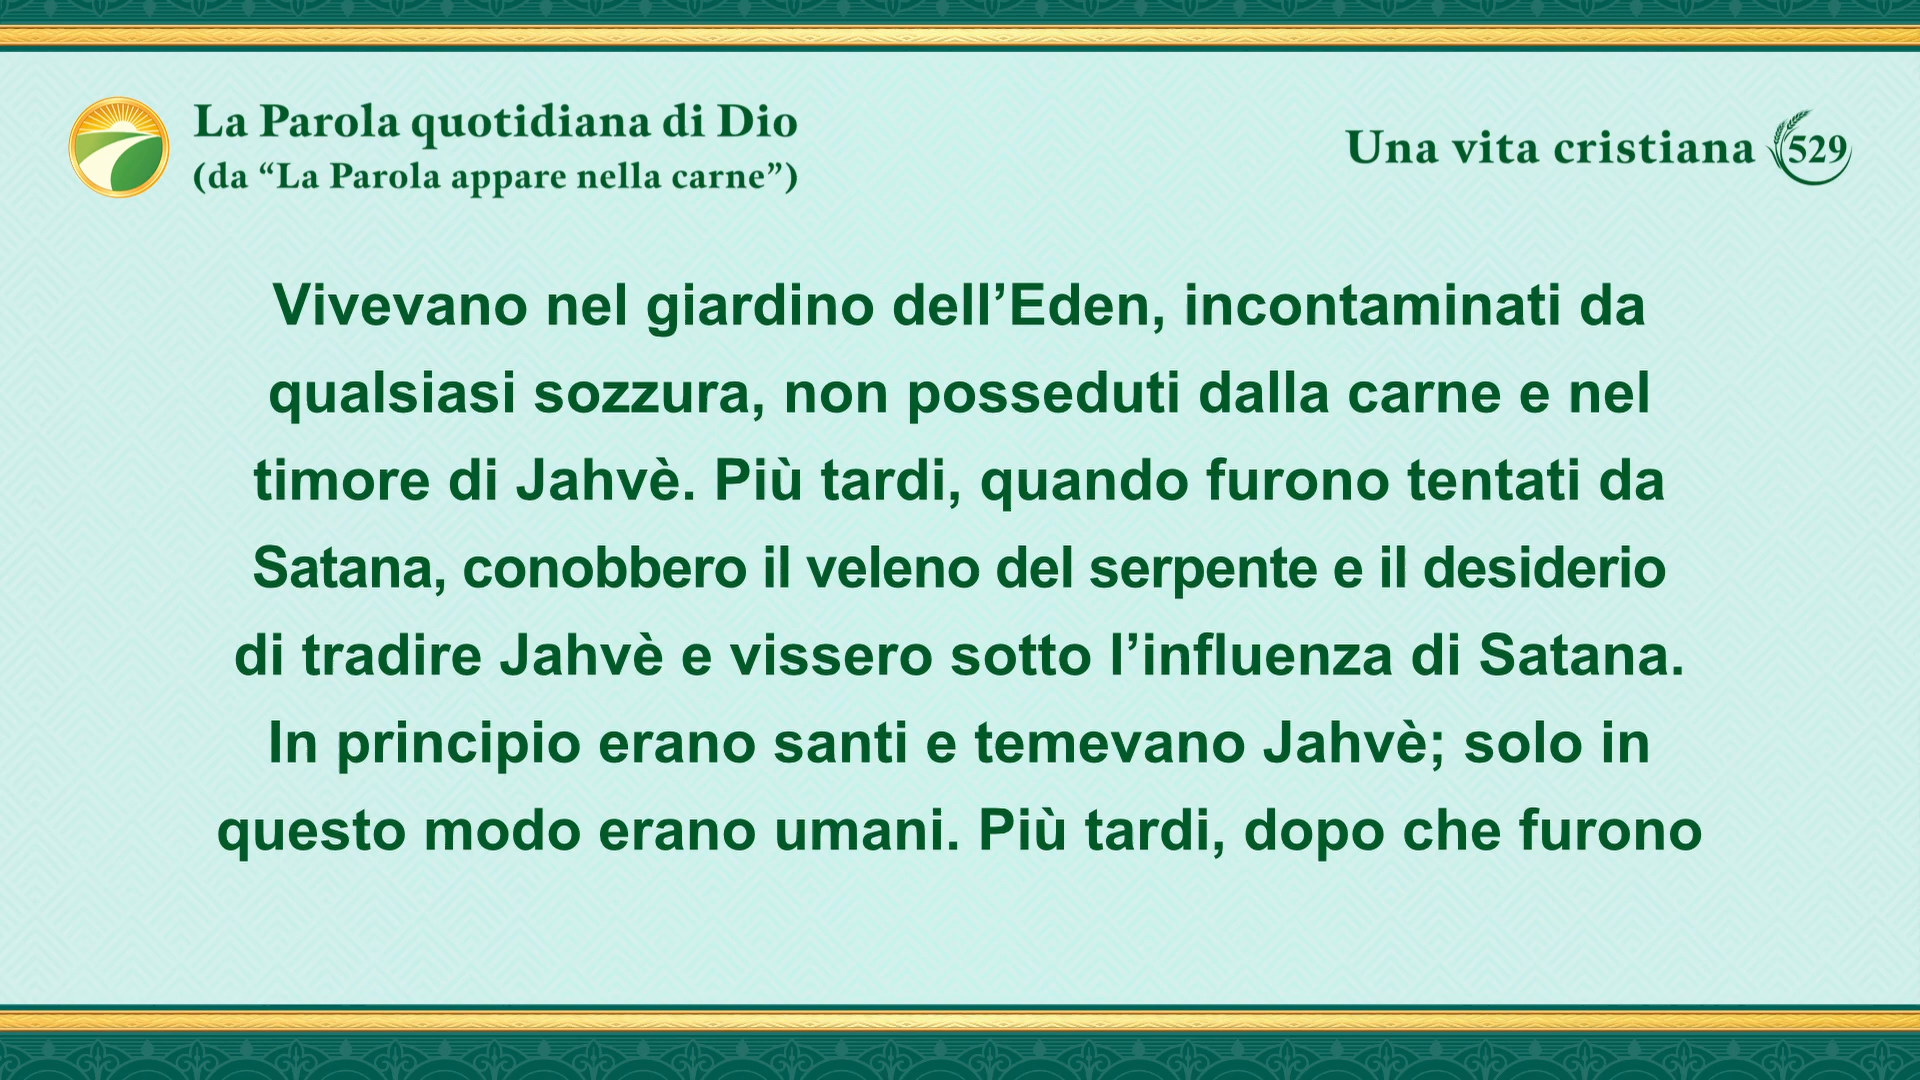 La Parola quotidiana di Dio
(da “La Parola appare nella carne”)
Una vita cristiana 529
Vivevano nel giardino dell’Eden, incontaminati da
qualsiasi sozzura, non posseduti dalla carne e nel
timore di Jahvè. Più tardi, quando furono tentati da
Satana, conobbero il veleno del serpente e il desiderio
di tradire Jahvè e vissero sotto l’influenza di Satana.
In principio erano santi e temevano Jahvè; solo in
questo modo erano umani. Più tardi, dopo che furono